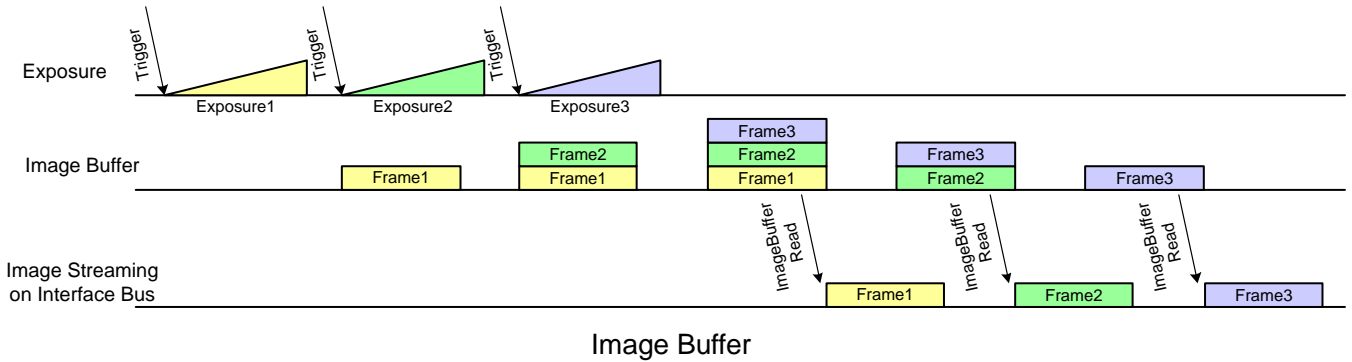 Trigger
Trigger
Trigger
Exposure
Exposure1
Exposure2
Exposure3
Frame3
Frame2
Frame2
Frame3
Image Buffer
Frame1
Frame1
Frame1
Frame2
Frame3
ImageBuffer
Read
ImageBuffer
Read
ImageBuffer
Read
Image Streaming
on Interface Bus
Frame1
Frame2
Frame3
Image Buffer